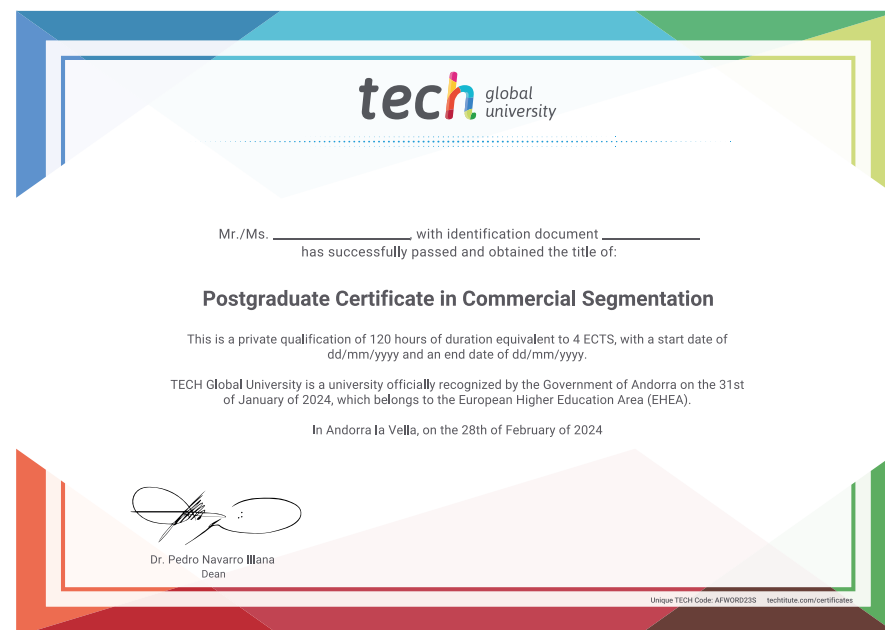 tech global university
Mr./Ms. ____________________, with identification document ______________
has successfully passed and obtained the title of:
Postgraduate Certificate in Commercial Segmentation
This is a private qualification of 120 hours of duration equivalent to 4 ECTS, with a start date of
dd/mm/yyyy and an end date of dd/mm/yyyy.
TECH Global University is a university officially recognized by the Government of Andorra on the 31st
of January of 2024, which belongs to the European Higher Education Area (EHEA).
In Andorra la Vella, on the 28th of February of 2024
Dr. Pedro Navarro Illana
Dean
Unique TECH Code: AFWORD23S techtitute.com/certificates